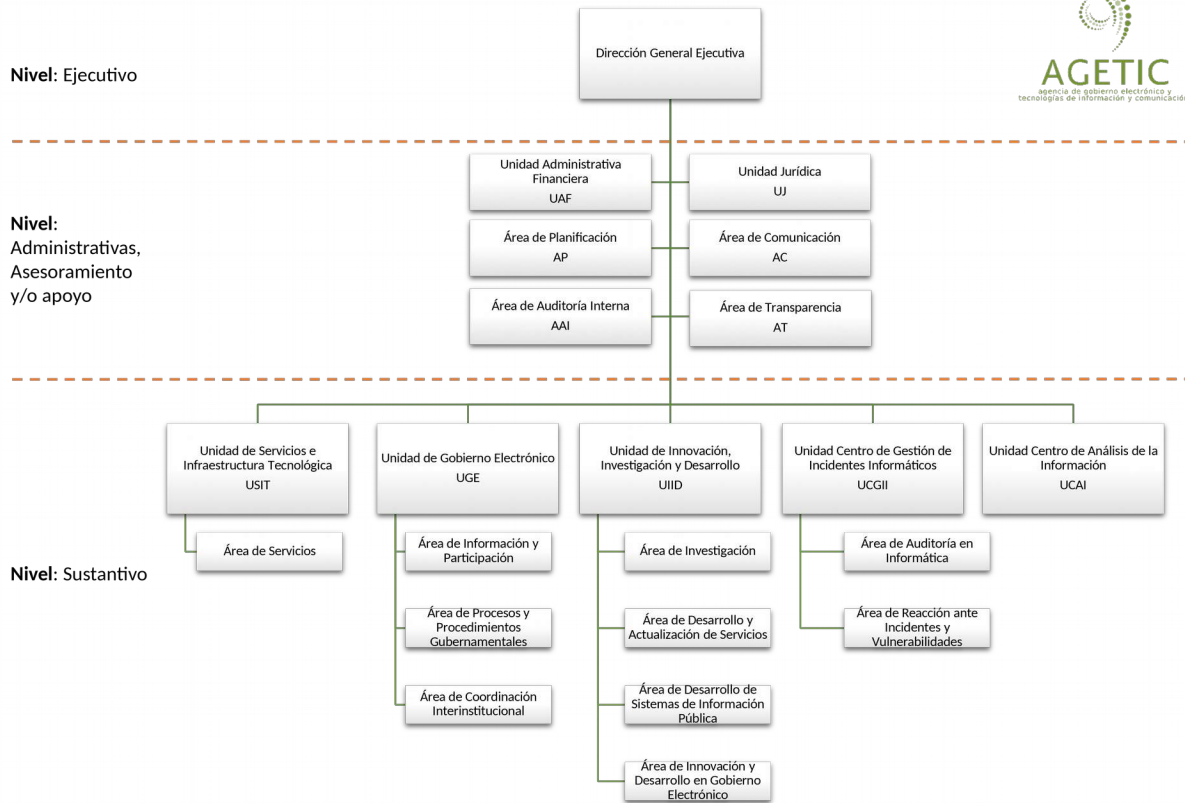 Dirección General Ejecutiva
Nivel: Ejecutivo
AGETIC
agencia de gobierno electrónico y
tecnologías de información y comunicación
Unidad Administrativa
Financiera
UAF
Unidad Jurídica
UJ
Nivel:
Administrativas,
Asesoramiento
y/o apoyo
Área de Planificación
AP
Área de Comunicación
AC
Área de Auditoría Interna
AAI
Área de Transparencia
AT
Unidad de Servicios e
Infraestructura Tecnológica
USIT
Unidad de Gobierno Electrónico
UGE
Unidad de Innovación,
Investigación y Desarrollo
UIID
Unidad Centro de Gestión de
Incidentes Informáticos
UCGII
Unidad Centro de Análisis de la
Información
UCAI
Nivel: Sustantivo
Área de Servicios
Área de Información y
Participación
Área de Procesos y
Procedimientos
Gubernamentales
Área de Coordinación
Interinstitucional
Área de Investigación
Área de Desarrollo y
Actualización de Servicios
Área de Desarrollo de
Sistemas de Información
Pública
Área de Innovación y
Desarrollo en Gobierno
Electrónico
Área de Auditoría en
Informática
Área de Reacción ante
Incidentes y
Vulnerabilidades